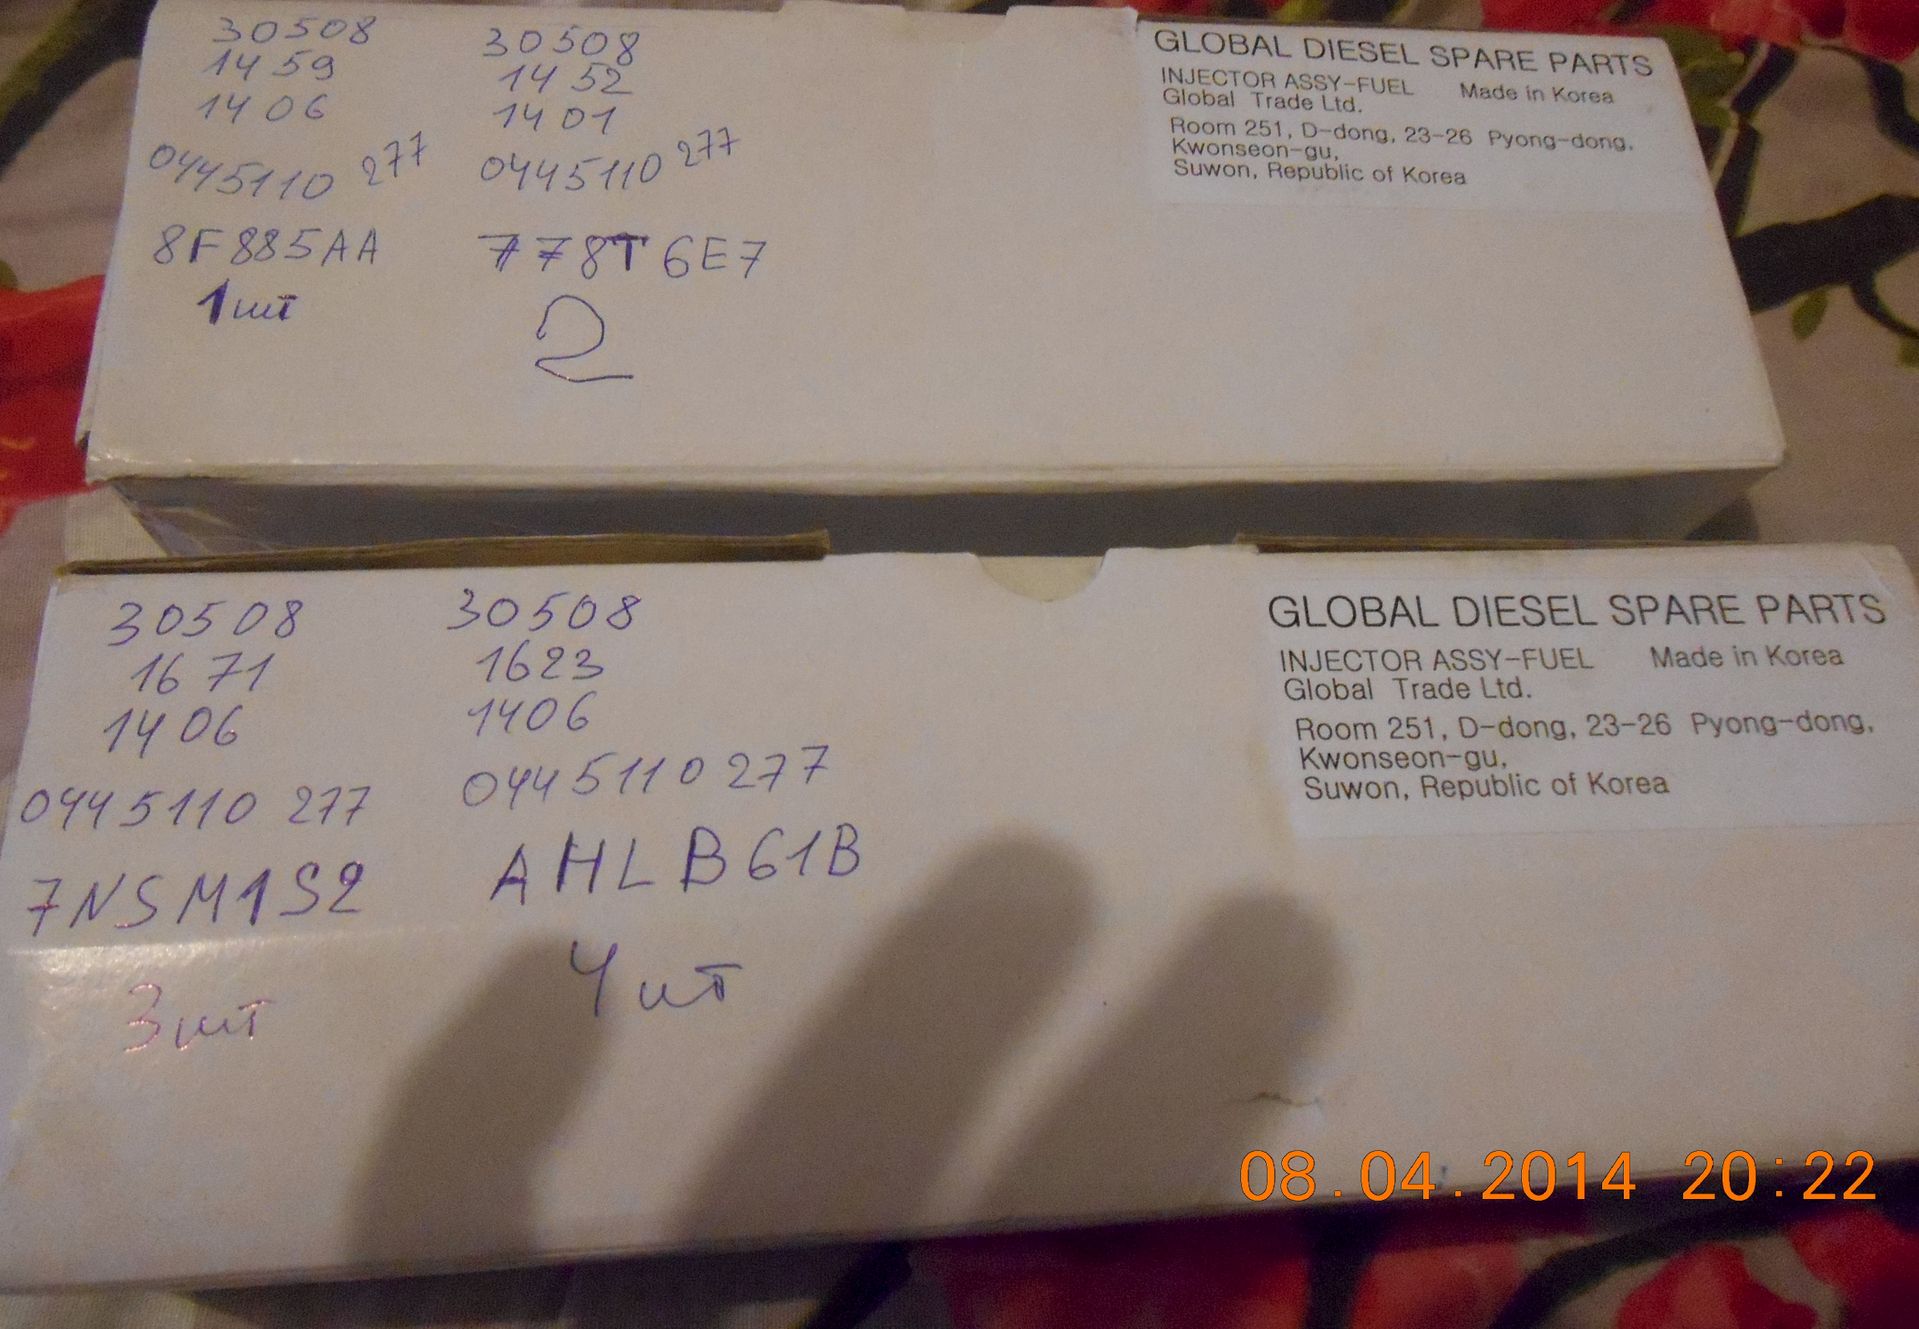 30508
1459
1406
0445110 277
8F885AA
1шт
30508
1452
1401
0445110 277
778T6E7
2
GLOBAL DIESEL SPARE PARTS
INJECTOR ASSY-FUEL Made in Korea
Global Trade Ltd.
Room 251, D-dong, 23-26 Pyong-dong,
Kwonseon-gu,
Suwon, Republic of Korea
30508
1671
1406
0445110 277
7NSM1S2
3шт
30508
1623
1406
0445110 277
AHLB61B
4шт
GLOBAL DIESEL SPARE PARTS
INJECTOR ASSY-FUEL Made in Korea
Global Trade Ltd.
Room 251, D-dong, 23-26 Pyong-dong,
Kwonseon-gu,
Suwon, Republic of Korea
08.04.2014 20:22